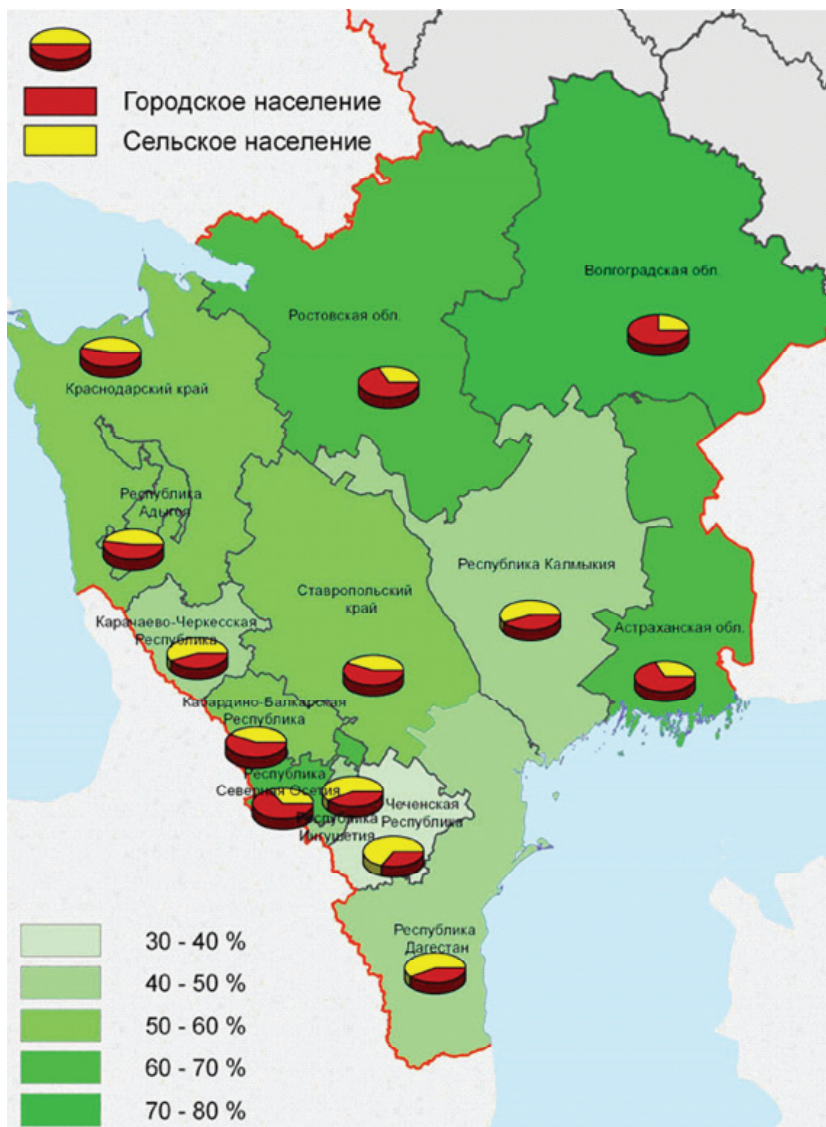 Городское население
Сельское население
Волгоградская обл.
Ростовская обл.
Краснодарский край
Республика
Адыгея
Республика Калмыкия
Ставропольский
край
Астраханская обл.
Карачаево-Черкесская
Республика
Кабардино-Балкарская
Республика
Республика
Северная Осетия
Чеченская
Республика
Республика
Ингушетия
Республика
Дагестан
30 - 40 %
40 - 50 %
50 - 60 %
60 - 70 %
70 - 80 %